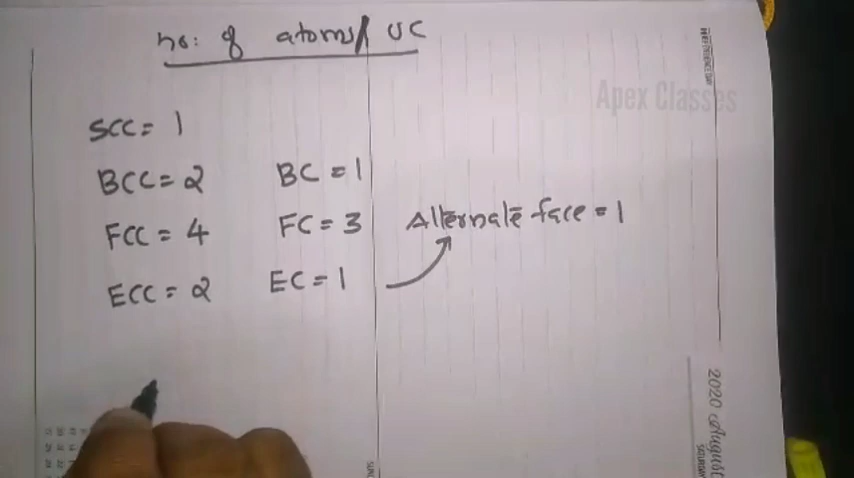 no: of atoms/ UC
Apex Classes
SCC = 1
BCC = 2 BC = 1
FCC = 4 FC = 3 Alternate face = 1
ECC = 2 EC = 1
2020 August
SATURDAY